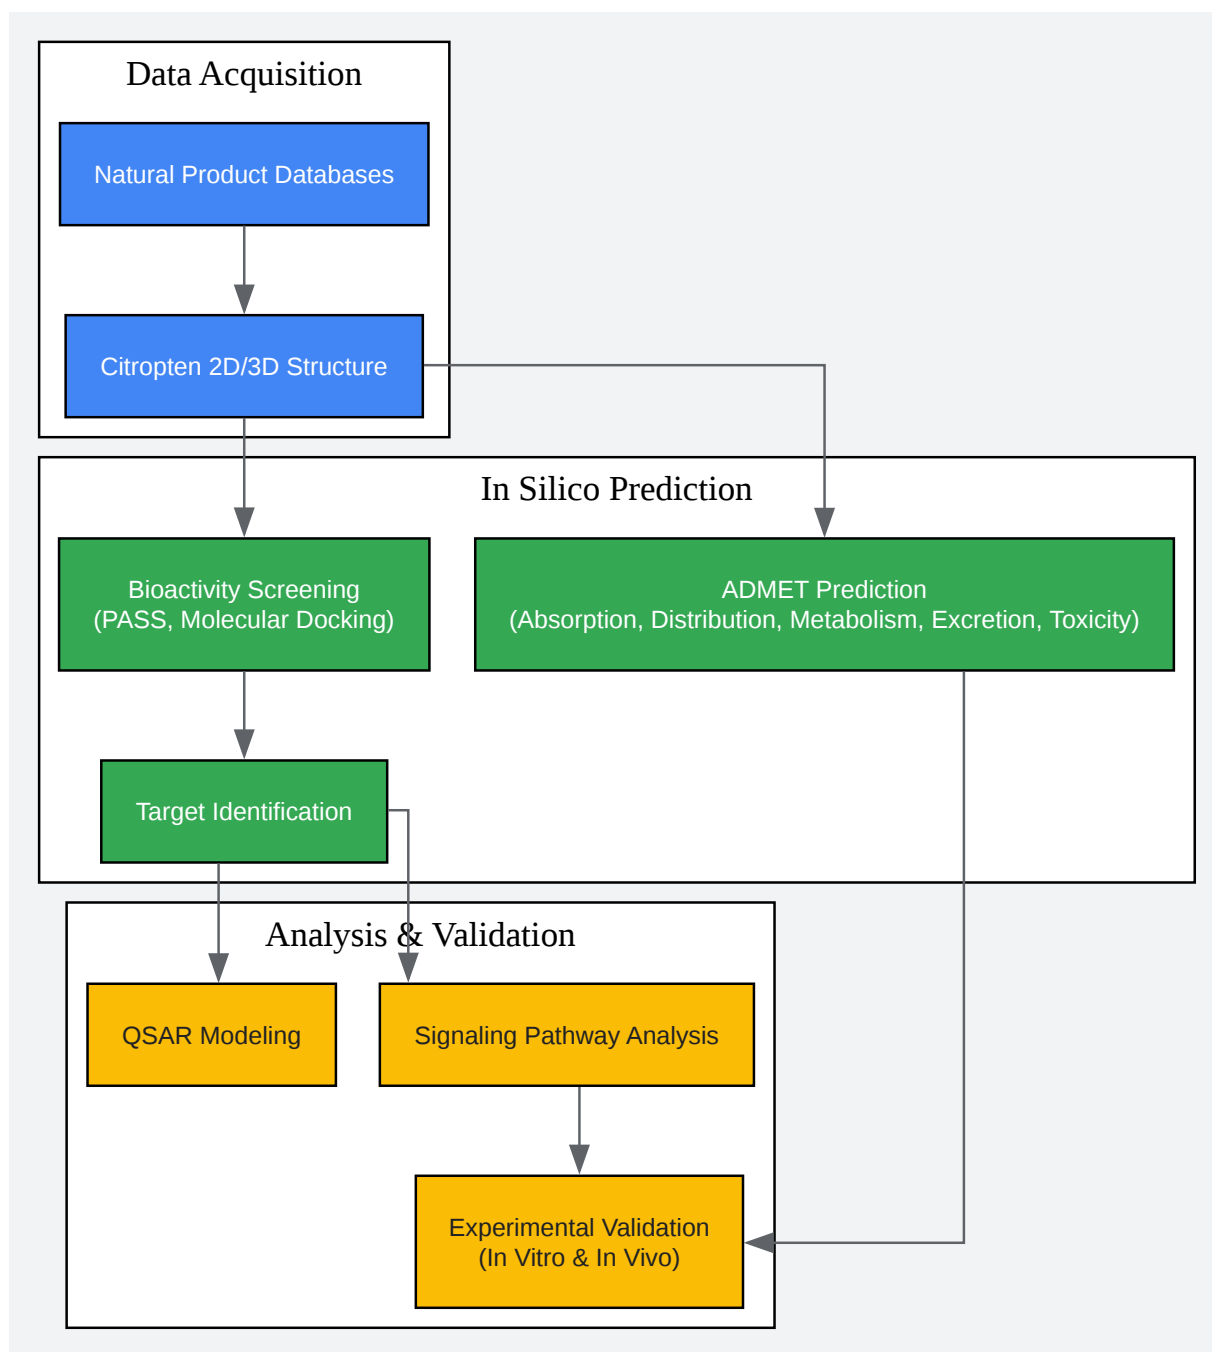 Data Acquisition
Natural Product Databases
Citropten 2D/3D Structure
In Silico Prediction
Bioactivity Screening
(PASS, Molecular Docking)
ADMET Prediction
(Absorption, Distribution, Metabolism, Excretion, Toxicity)
Target Identification
Analysis & Validation
QSAR Modeling
Signaling Pathway Analysis
Experimental Validation
(In Vitro & In Vivo)